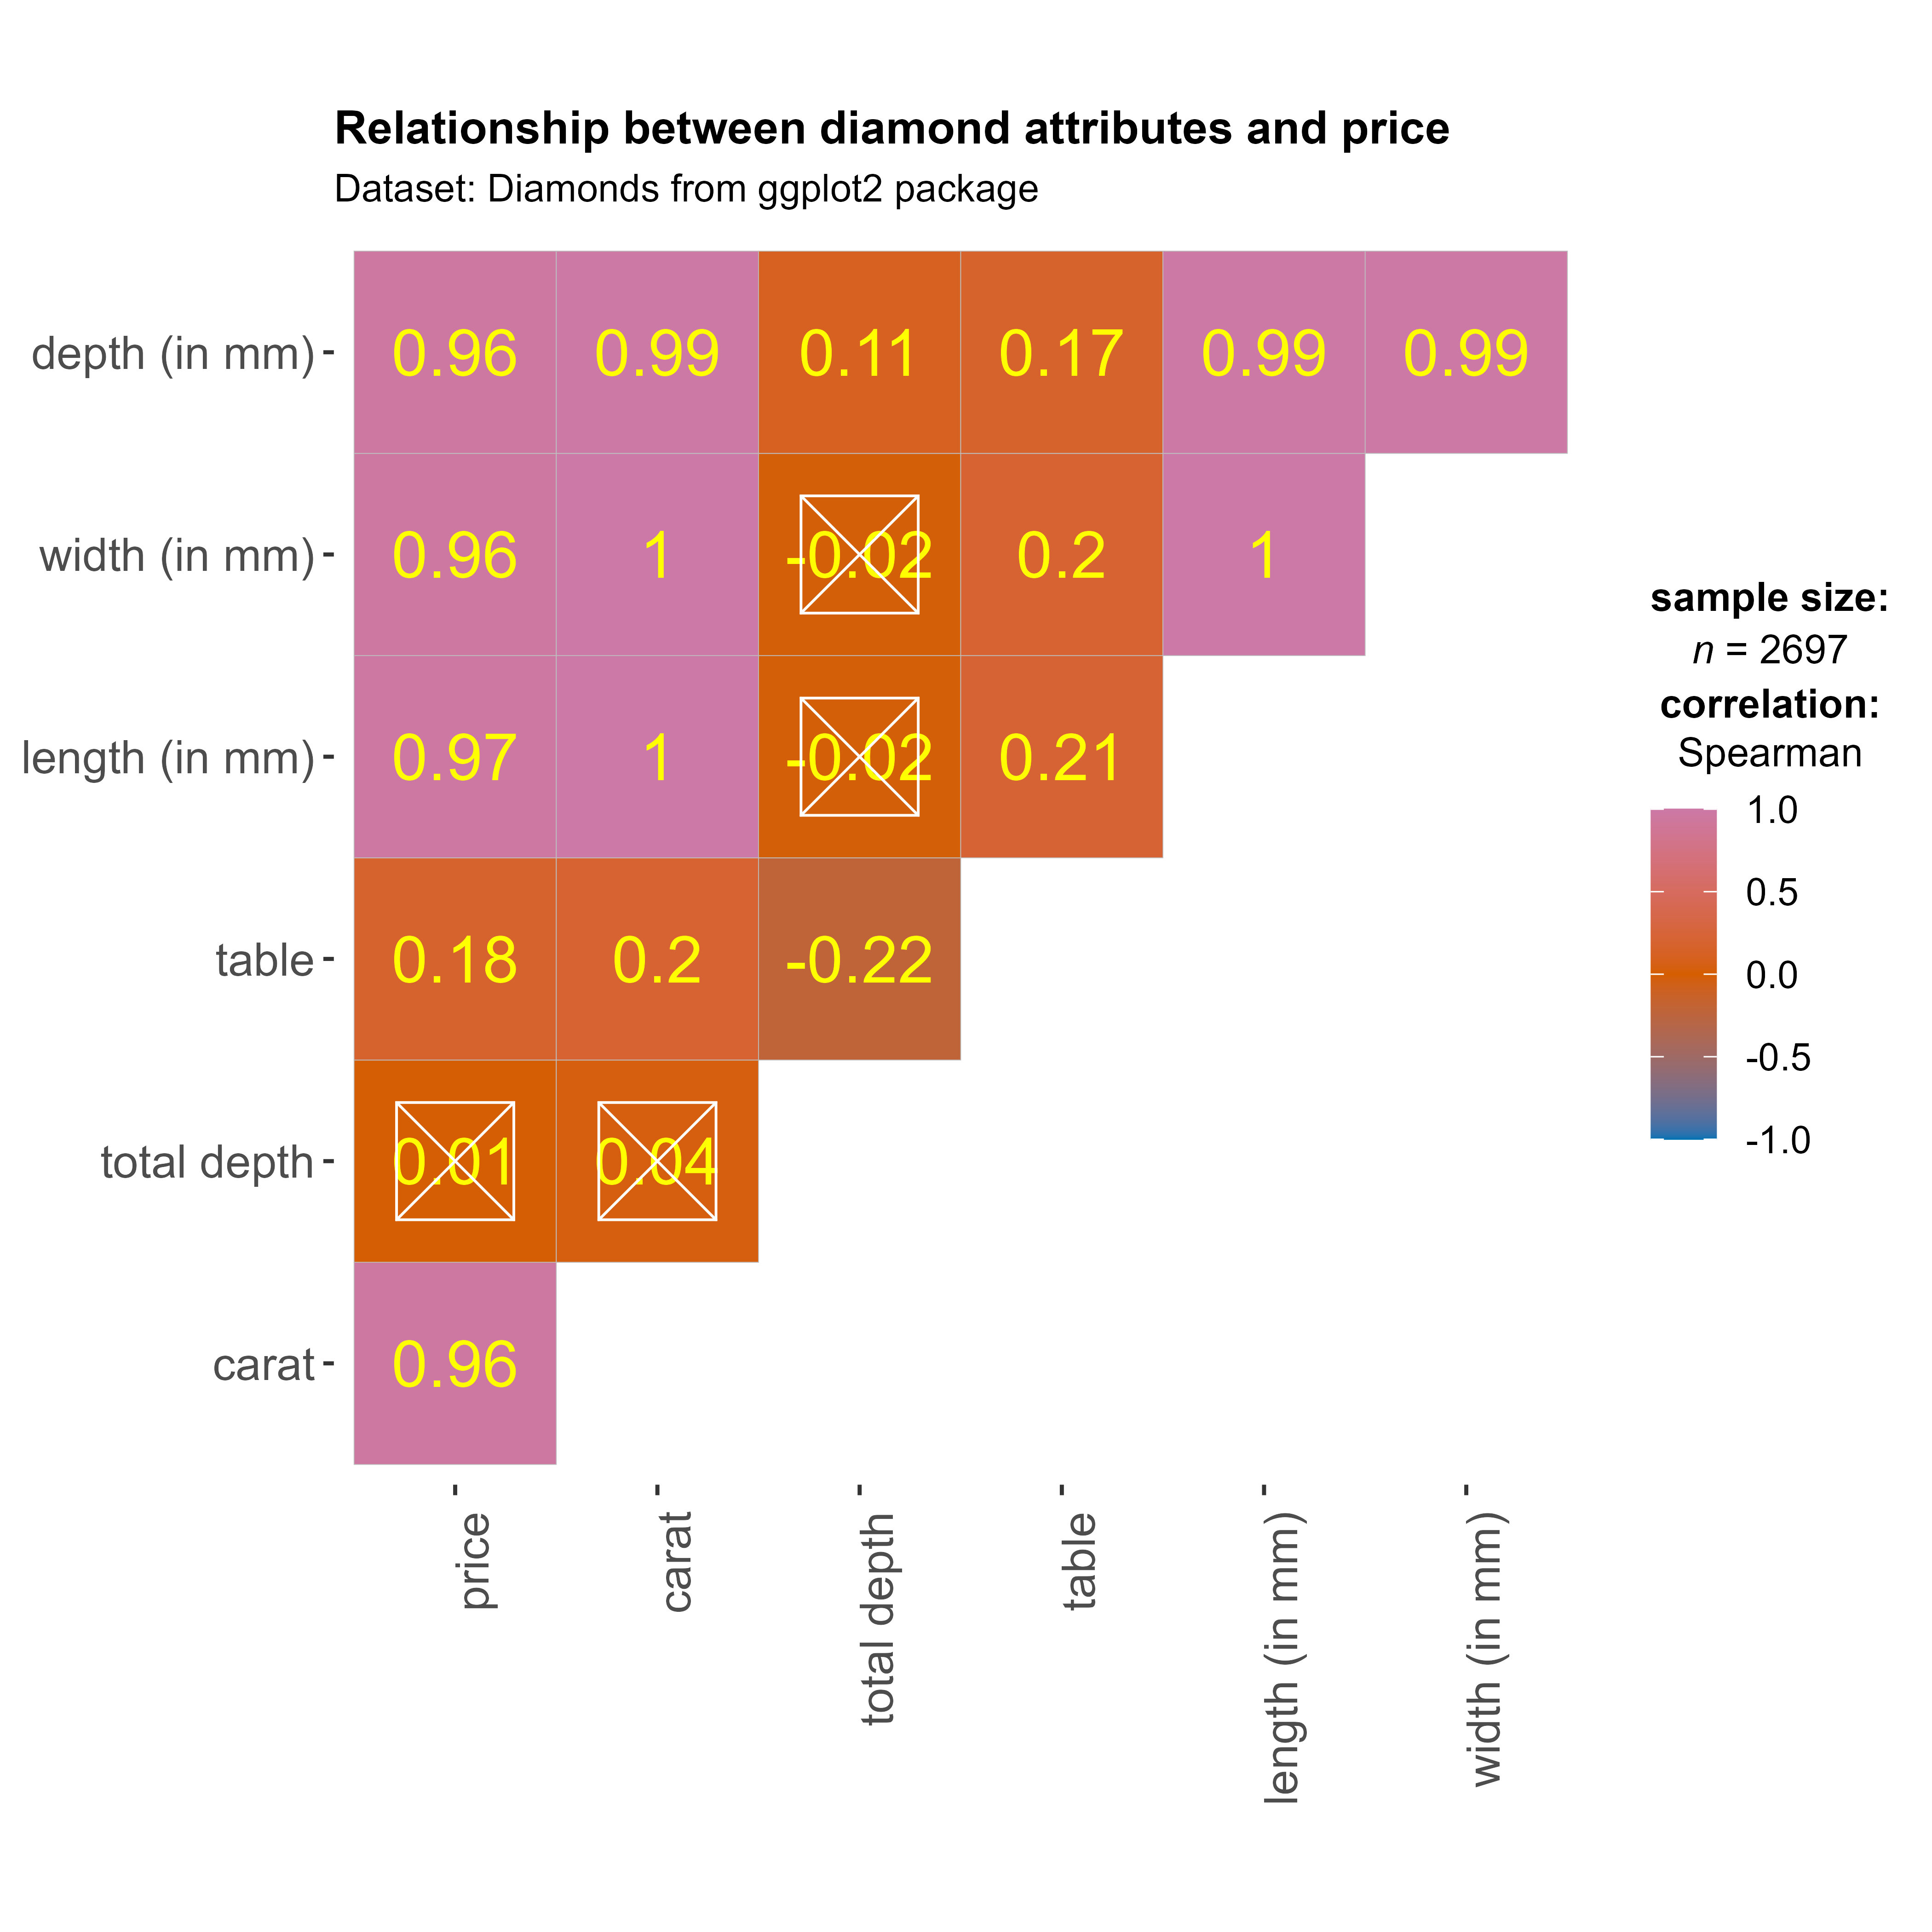 Relationship between diamond attributes and price
Dataset: Diamonds from ggplot2 package
depth (in mm) 0.96 0.99 0.11 0.17 0.99 0.99
width (in mm) 0.96 1 -0.02 0.2 1
length (in mm) 0.97 1 -0.02 0.21
table 0.18 0.2 -0.22
total depth 0.01 0.04
carat 0.96
price
carat
total depth
table
length (in mm)
width (in mm)
sample size:
n = 2697
correlation:
Spearman
1.0
0.5
0.0
-0.5
-1.0